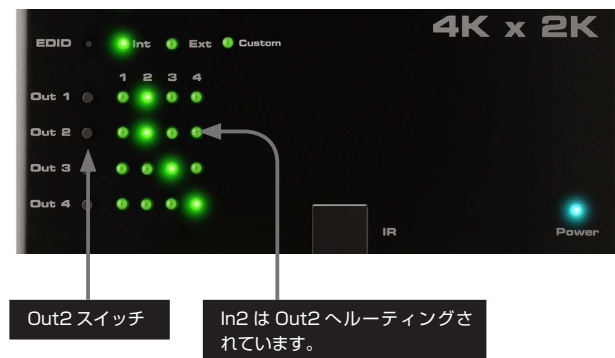 4K x 2K
EDID Int Ext Custom
1 2 3 4
Out 1
Out 2
Out 3
Out 4
IR
Power
Out2 スイッチ
In2 は Out2 へルーティングさ
れています。